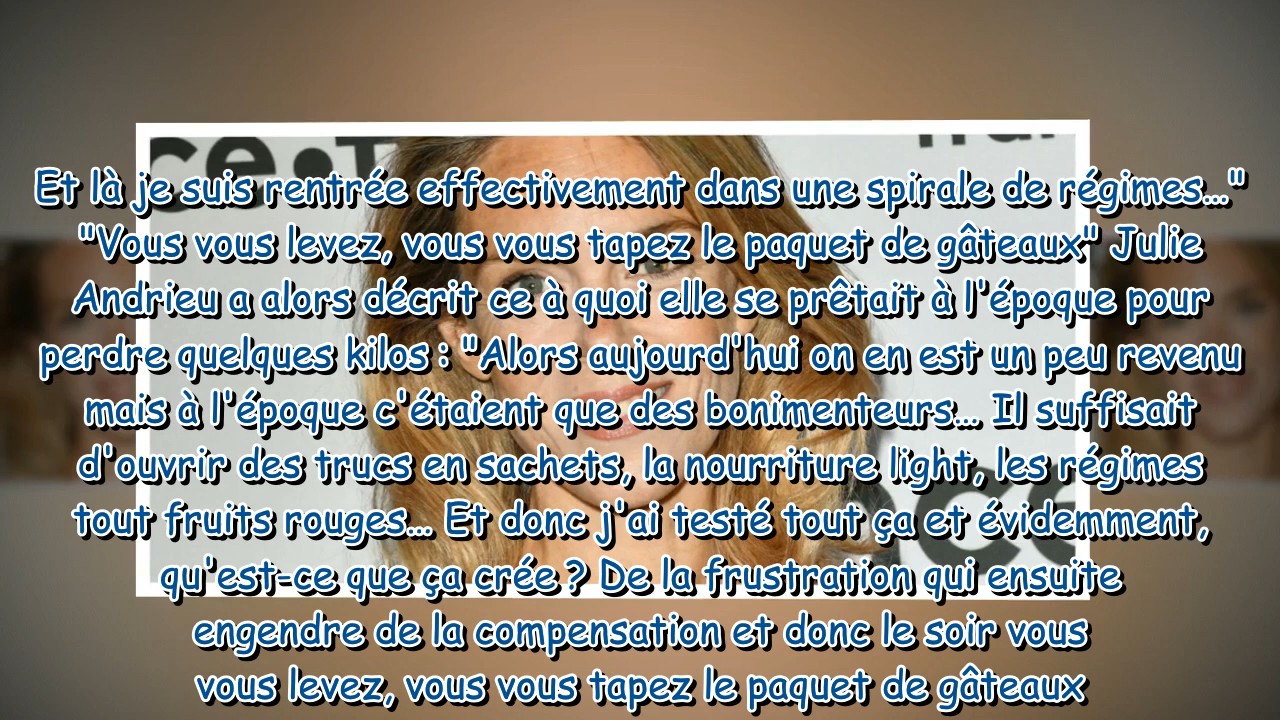 ce•t
Et là je suis rentrée effectivement dans une spirale de régimes..."
"Vous vous levez, vous vous tapez le paquet de gâteaux" Julie
Andrieu a alors décrit ce à quoi elle se prêtait à l'époque pour
perdre quelques kilos : "Alors aujourd'hui on en est un peu revenu
mais à l'époque c'étaient que des bonimenteurs... Il suffisait
d'ouvrir des trucs en sachets, la nourriture light, les régimes
tout fruits rouges... Et donc j'ai testé tout ça et évidemment,
qu'est-ce que ça crée ? De la frustration qui ensuite
engendre de la compensation et donc le soir vous
vous levez, vous vous tapez le paquet de gâteaux